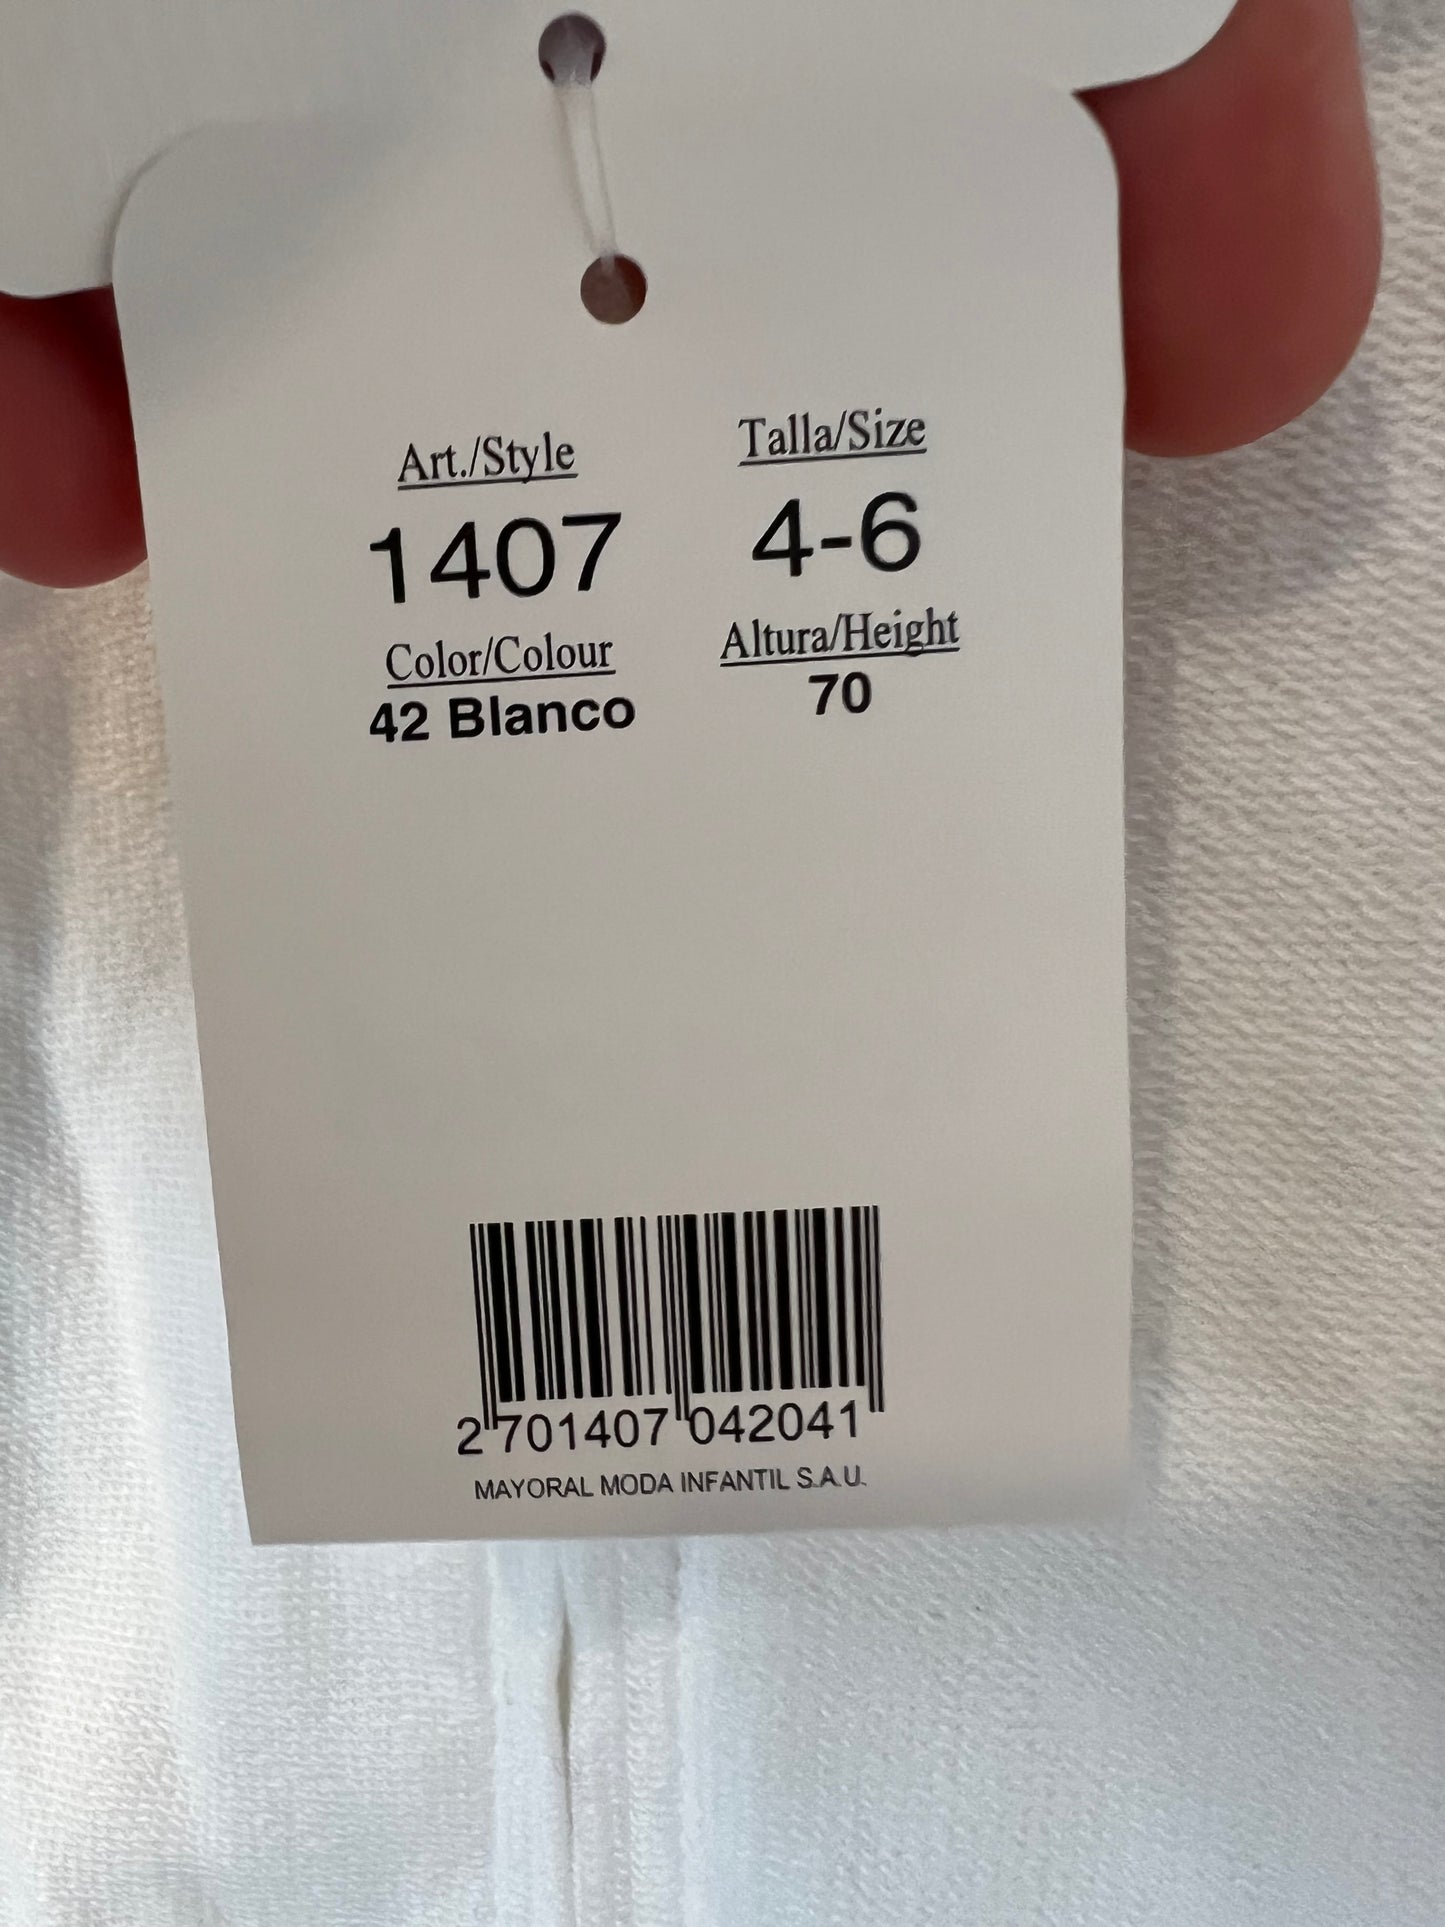 Art./Style
1407
Color/Colour
42 Blanco
Talla/Size
4-6
Altura/Height
70
2 701407 042041
MAYORAL MODA INFANTIL S.A.U.